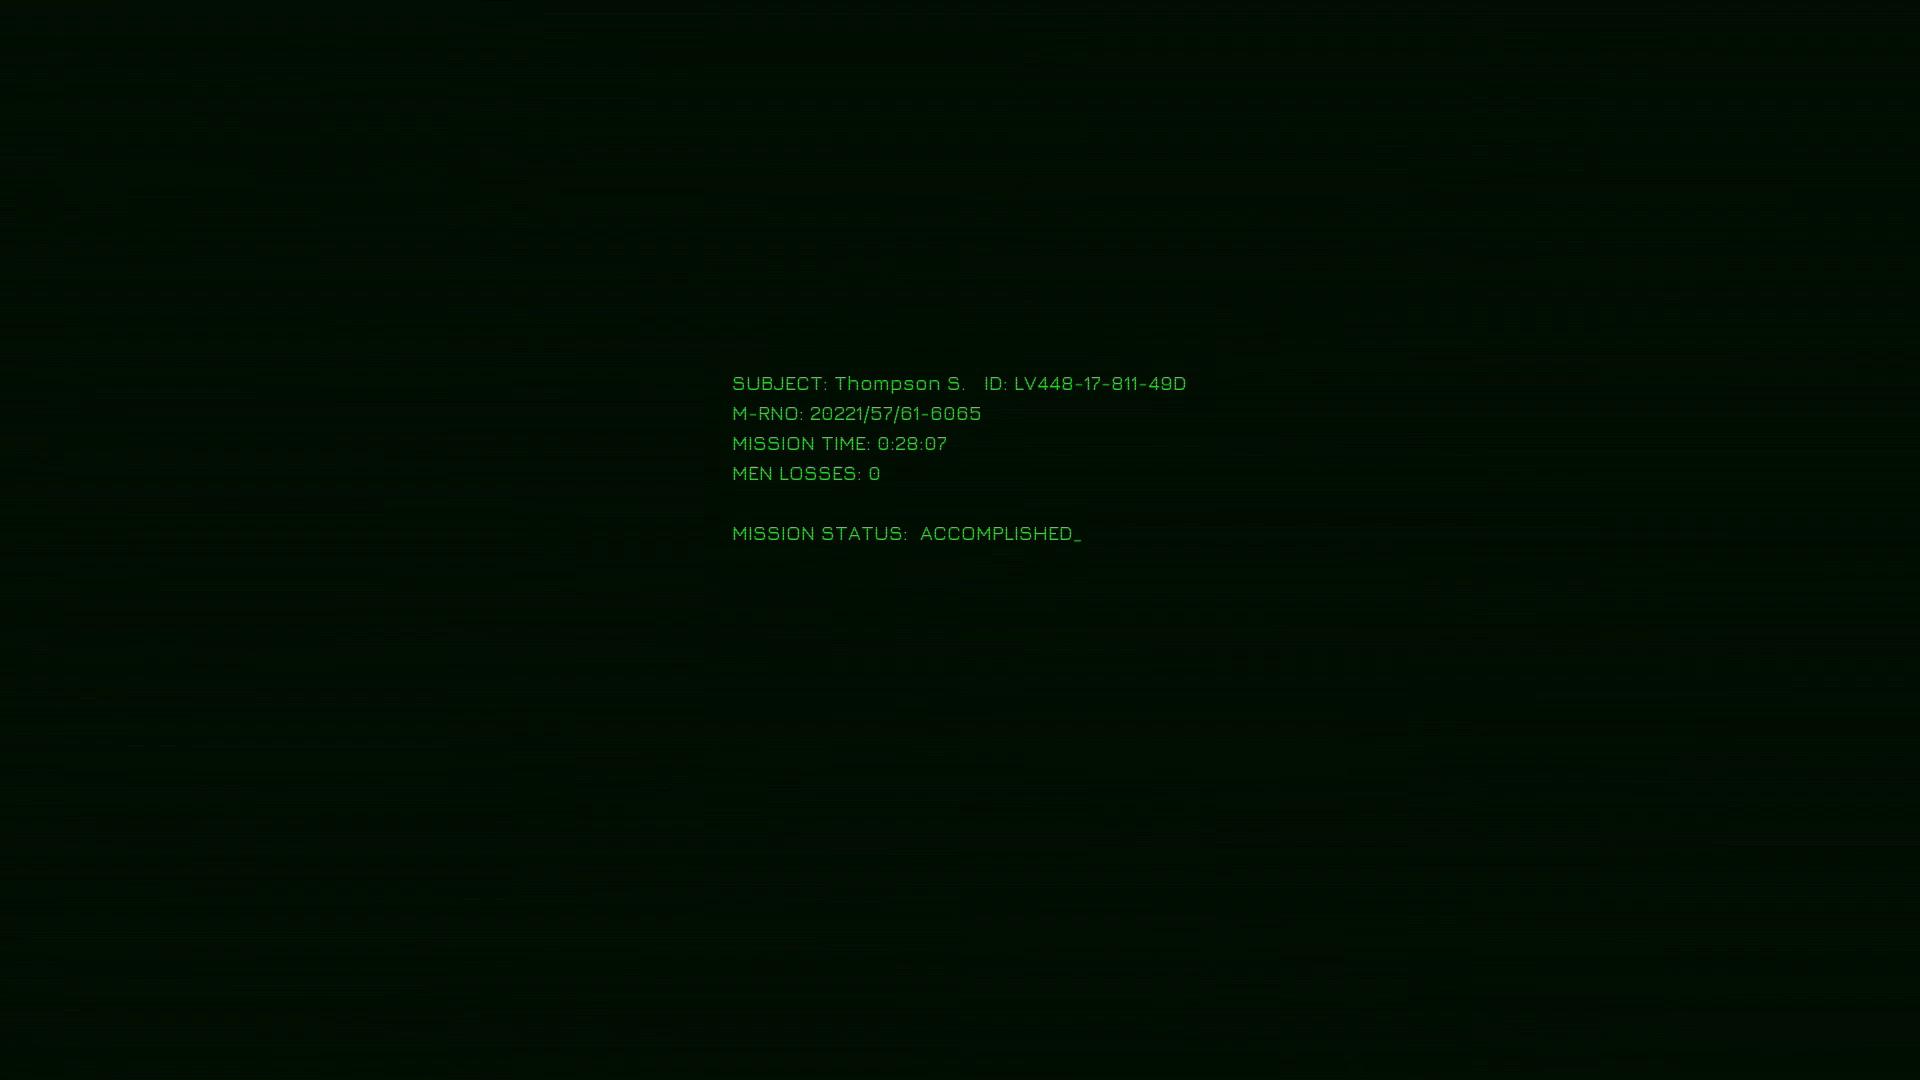 SUBJECT: Thompson S.   ID: LV448-17-811-49D
M-RNO: 20221/57/61-6065
MISSION TIME: 0:28:07
MEN LOSSES: 0
MISSION STATUS:  ACCOMPLISHED_